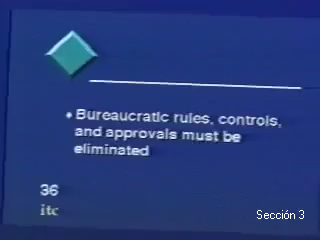 • Bureaucratic rules, controls,
and approvals must be
eliminated
36
itc
Sección 3